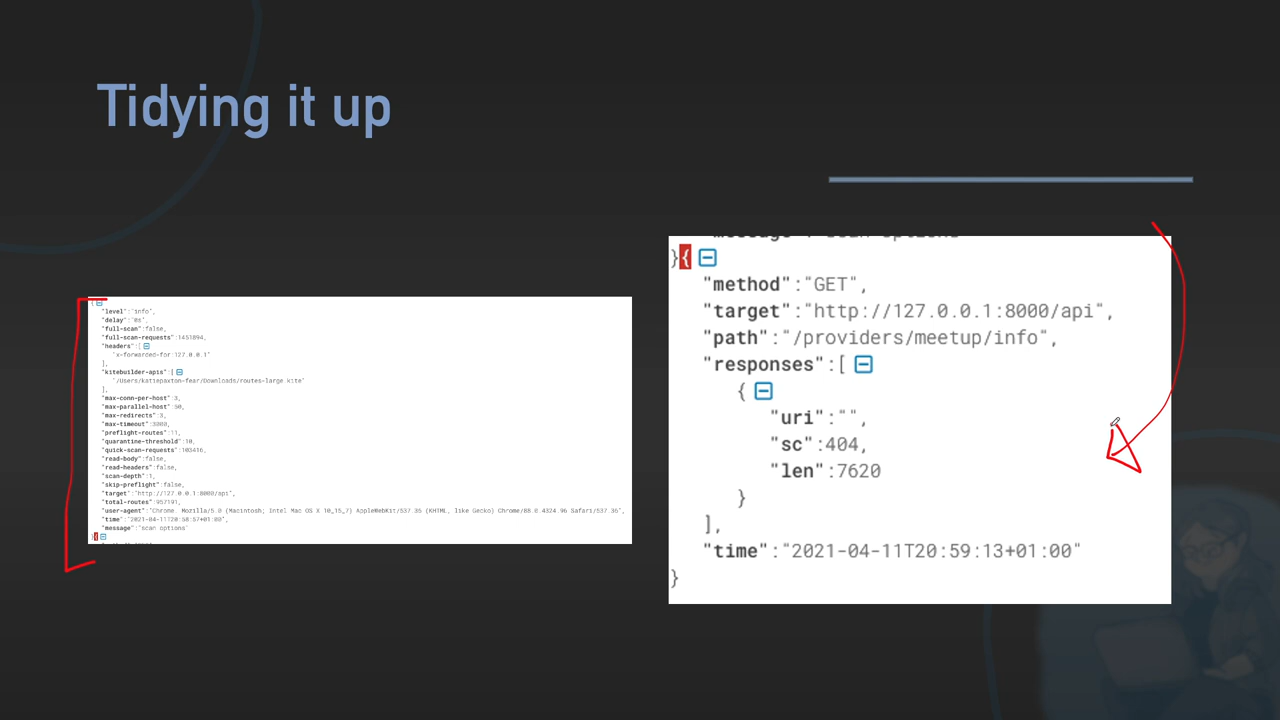 Tidying it up
{
"level":"info",
"delay":"0s",
"full-scan":false,
"full-scan-requests":1451894,
"headers":[
"x-forwarded-for:127.0.0.1"
],
"kitebuilder-apis":[
"/Users/katiepaxton-fear/Downloads/routes-large.kite"
],
"max-conn-per-host":3,
"max-parallel-host":50,
"max-redirects":3,
"max-timeout":3000,
"preflight-routes":11,
"quarantine-threshold":10,
"quick-scan-requests":103416,
"read-body":false,
"read-headers":false,
"scan-depth":1,
"skip-preflight":false,
"target":"http://127.0.0.1:8000/api",
"total-routes":957191,
"user-agent":"Chrome. Mozilla/5.0 (Macintosh; Intel Mac OS X 10_15_7) AppleWebKit/537.36 (KHTML, like Gecko) Chrome/88.0.4324.96 Safari/537.36",
"time":"2021-04-11T20:58:57+01:00"
"message":"scan options"
}{
}{
"method":"GET",
"target":"http://127.0.0.1:8000/api",
"path":"/providers/meetup/info",
"responses":[
{
"uri":"",
"sc":404,
"len":7620
}
],
"time":"2021-04-11T20:59:13+01:00"
}